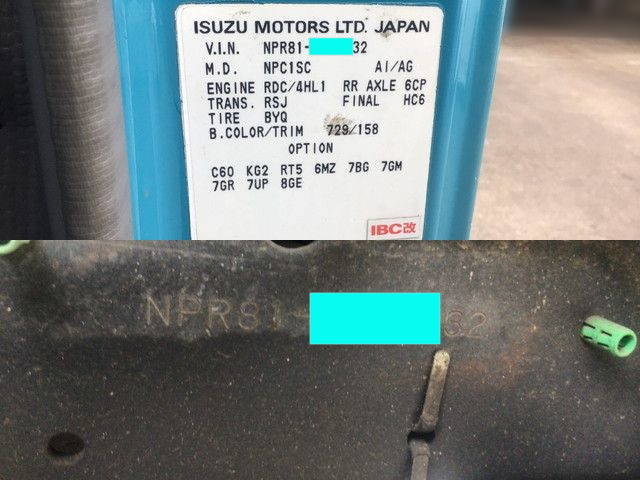 ISUZU MOTORS LTD. JAPAN
V.I.N. NPR81- 32
M.D. NPC1SC AI/AG
ENGINE RDC/4HL1 RR AXLE 6CP
TRANS. RSJ FINAL HC6
TIRE BYQ
B.COLOR/TRIM 729/158
OPTION
C60 KG2 RT5 6MZ 7BG 7GM
7GR 7UP 8GE
IBC改
NPR81- 32